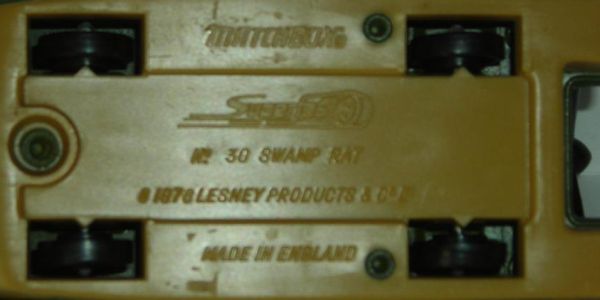 MATCHBOX
SUPERFAST
No 30 SWAMP RAT
© 1976 LESNEY PRODUCTS & Co
MADE IN ENGLAND